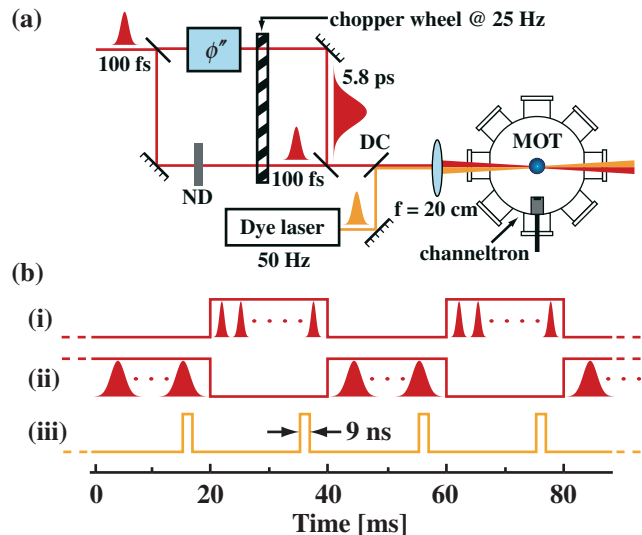 (a)
chopper wheel @ 25 Hz
ϕ″
100 fs
5.8 ps
DC
MOT
100 fs
ND
f = 20 cm
Dye laser
50 Hz
channeltron
(b)
(i)
(ii)
(iii)
9 ns
0 20 40 60 80
Time [ms]